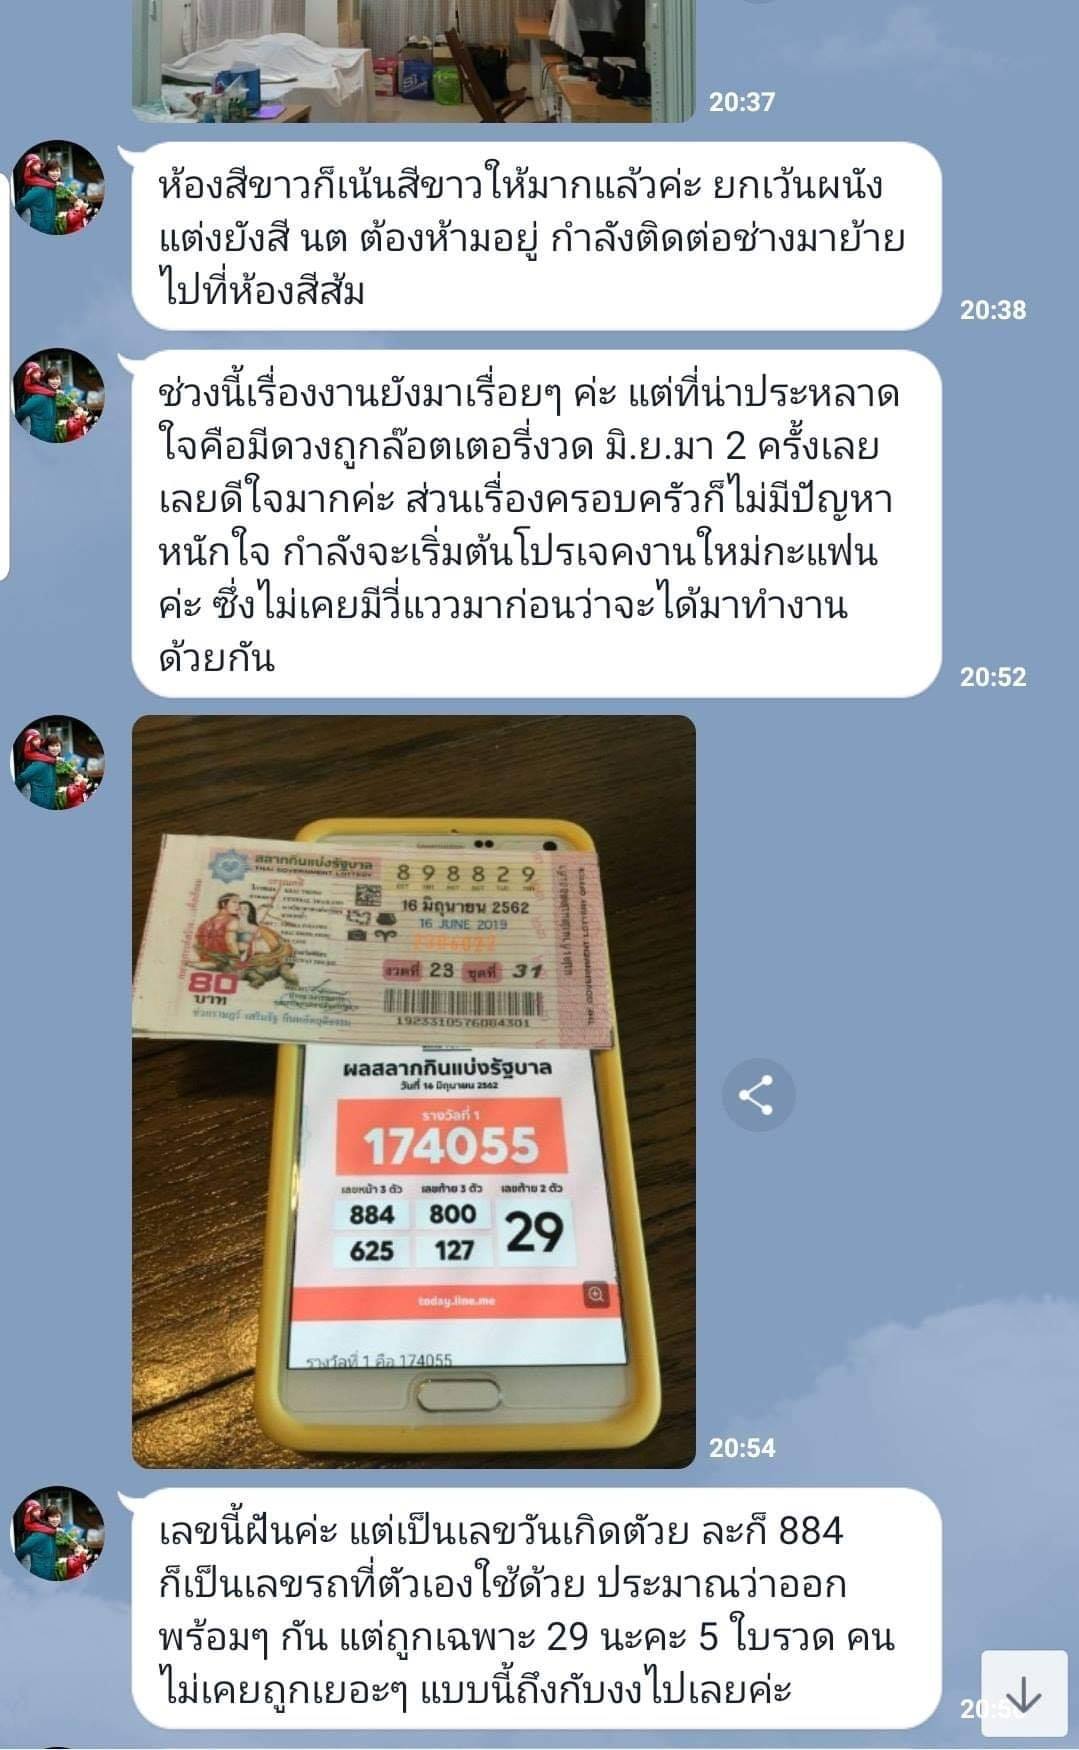 20:37
ห้องสีขาวก็เน้นสีขาวให้มากแล้วค่ะ ยกเว้นผนัง
แต่งยังสี นต ต้องห้ามอยู่ กำลังติดต่อช่างมาย้าย
ไปที่ห้องสีส้ม
20:38
ช่วงนี้เรื่องงานยังมาเรื่อยๆ ค่ะ แต่ที่น่าประหลาด
ใจคือมีดวงถูกล๊อตเตอรี่งวด มิ.ย.มา 2 ครั้งเลย
เลยดีใจมากค่ะ ส่วนเรื่องครอบครัวก็ไม่มีปัญหา
หนักใจ กำลังจะเริ่มต้นโปรเจคงานใหม่กะแฟน
ค่ะ ซึ่งไม่เคยมีวี่แววมาก่อนว่าจะได้มาทำงาน
ด้วยกัน
20:52
สลากกินแบ่งรัฐบาล
THAI GOVERNMENT LOTTERY
898829
16 มิถุนายน 2562
16 JUNE 2019
งวดที่ 23 ชุดที่ 31
80
บาท
1923310576084301
THE GOVERNMENT LOTTERY OFFICE
ผลสลากกินแบ่งรัฐบาล
วันที่ 16 มิถุนายน 2562
รางวัลที่ 1
174055
เลขหน้า 3 ตัว เลขท้าย 3 ตัว เลขท้าย 2 ตัว
884 800 29
625 127
today.line.me
รางวัลที่ 1 คือ 174055
20:54
เลขนี้ฝันค่ะ แต่เป็นเลขวันเกิดตัวย ละก็ 884
ก็เป็นเลขรถที่ตัวเองใช้ด้วย ประมาณว่าออก
พร้อมๆ กัน แต่ถูกเฉพาะ 29 นะคะ 5 ใบรวด คน
ไม่เคยถูกเยอะๆ แบบนี้ถึงกับงงไปเลยค่ะ